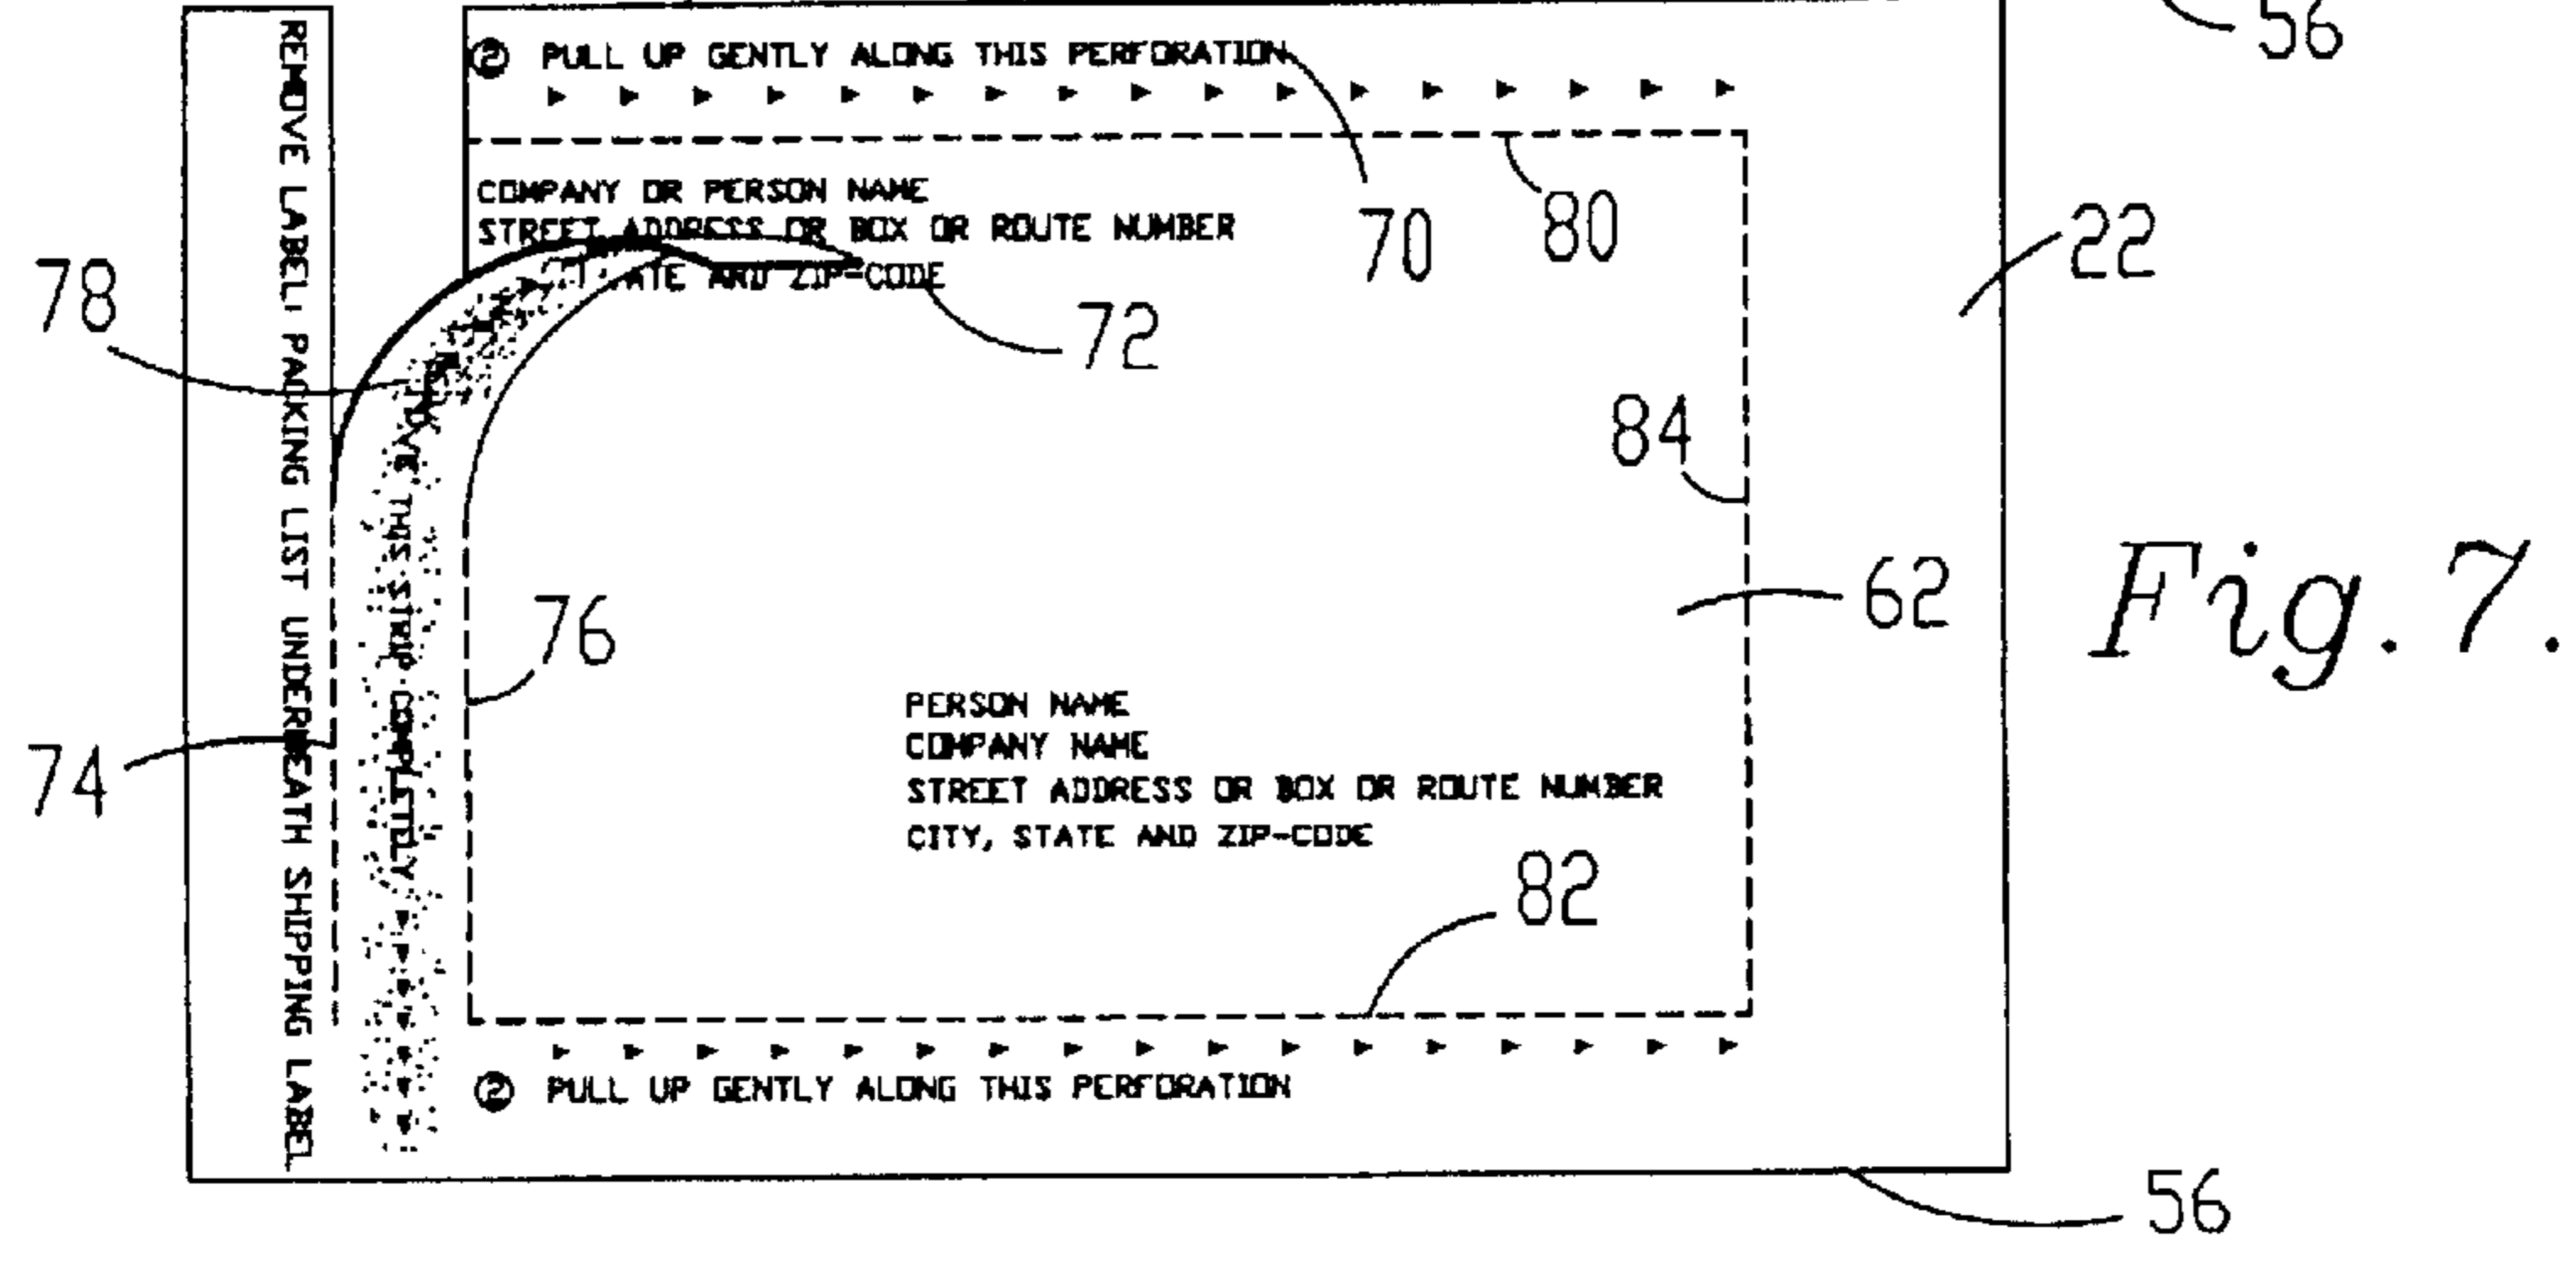 56
② PULL UP GENTLY ALONG THIS PERFORATION
COMPANY OR PERSON NAME
STREET ADDRESS OR BOX OR ROUTE NUMBER
AND ZIP-CODE
70
80
22
78
72
84
REMOVE LABEL: PACKING LIST UNDERNEATH SHIPPING LABEL
THIS STRIP COMPLETELY
62
Fig. 7.
76
74
PERSON NAME
COMPANY NAME
STREET ADDRESS OR BOX OR ROUTE NUMBER
CITY, STATE AND ZIP-CODE
82
② PULL UP GENTLY ALONG THIS PERFORATION
56